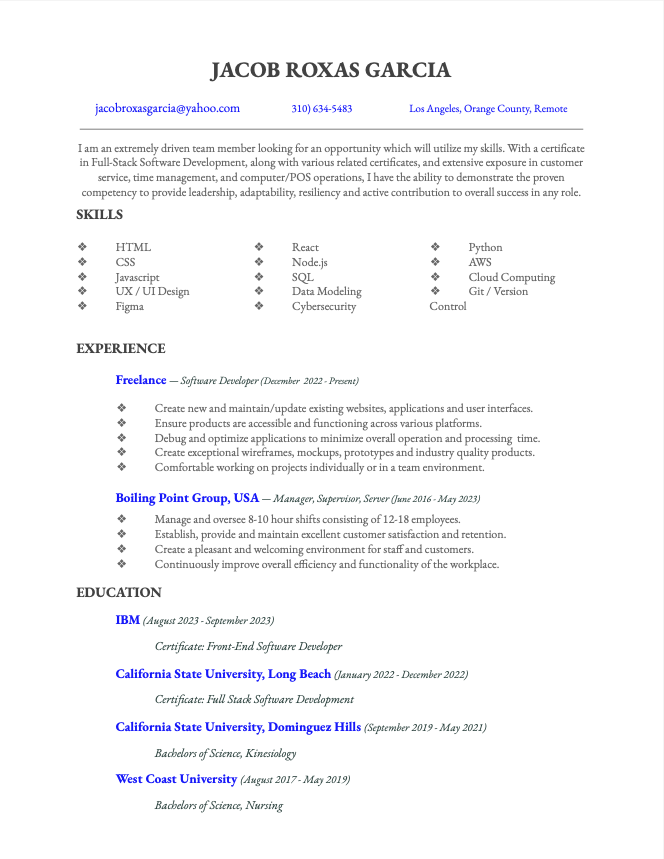 JACOB ROXAS GARCIA
jacobroxasgarcia@yahoo.com 310) 634-5483 Los Angeles, Orange County, Remote
I am an extremely driven team member looking for an opportunity which will utilize my skills. With a certificate
in Full-Stack Software Development, along with various related certificates, and extensive exposure in customer
service, time management, and computer/POS operations, I have the ability to demonstrate the proven
competency to provide leadership, adaptability, resiliency and active contribution to overall success in any role.
SKILLS
❖ HTML
❖ CSS
❖ Javascript
❖ UX / UI Design
❖ Figma
❖ React
❖ Node.js
❖ SQL
❖ Data Modeling
❖ Cybersecurity
❖ Python
❖ AWS
❖ Cloud Computing
❖ Git / Version
Control
EXPERIENCE
Freelance — Software Developer (December 2022 - Present)
❖ Create new and maintain/update existing websites, applications and user interfaces.
❖ Ensure products are accessible and functioning across various platforms.
❖ Debug and optimize applications to minimize overall operation and processing time.
❖ Create exceptional wireframes, mockups, prototypes and industry quality products.
❖ Comfortable working on projects individually or in a team environment.
Boiling Point Group, USA — Manager, Supervisor, Server (June 2016 - May 2023)
❖ Manage and oversee 8-10 hour shifts consisting of 12-18 employees.
❖ Establish, provide and maintain excellent customer satisfaction and retention.
❖ Create a pleasant and welcoming environment for staff and customers.
❖ Continuously improve overall efficiency and functionality of the workplace.
EDUCATION
IBM (August 2023 - September 2023)
Certificate: Front-End Software Developer
California State University, Long Beach (January 2022 - December 2022)
Certificate: Full Stack Software Development
California State University, Dominguez Hills (September 2019 - May 2021)
Bachelors of Science, Kinesiology
West Coast University (August 2017 - May 2019)
Bachelors of Science, Nursing